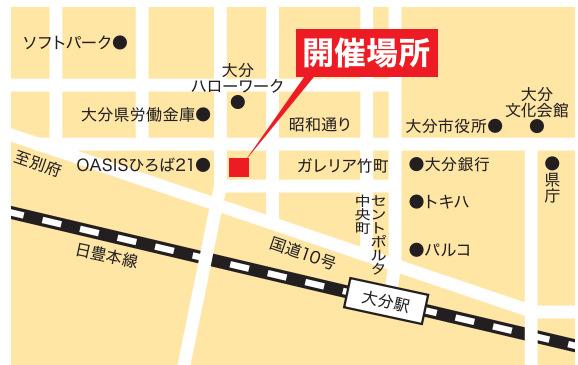 開催場所
ソフトパーク
大分
ハローワーク
大分県労働金庫
昭和通り
大分市役所
大分
文化会館
至別府
OASISひろば21
ガレリア竹町
大分銀行
県庁
トキハ
セントポルタ
中央町
パルコ
国道10号
日豊本線
大分駅